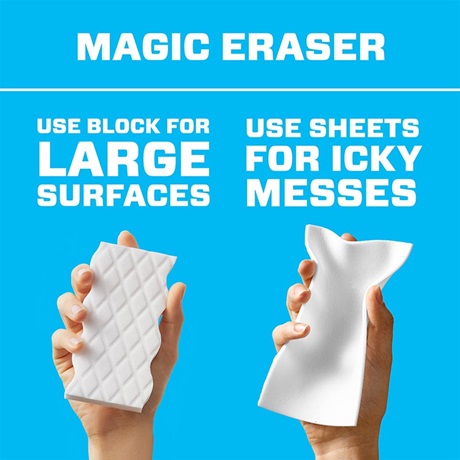 MAGIC ERASER
USE BLOCK FOR
LARGE
SURFACES
USE SHEETS
FOR ICKY
MESSES